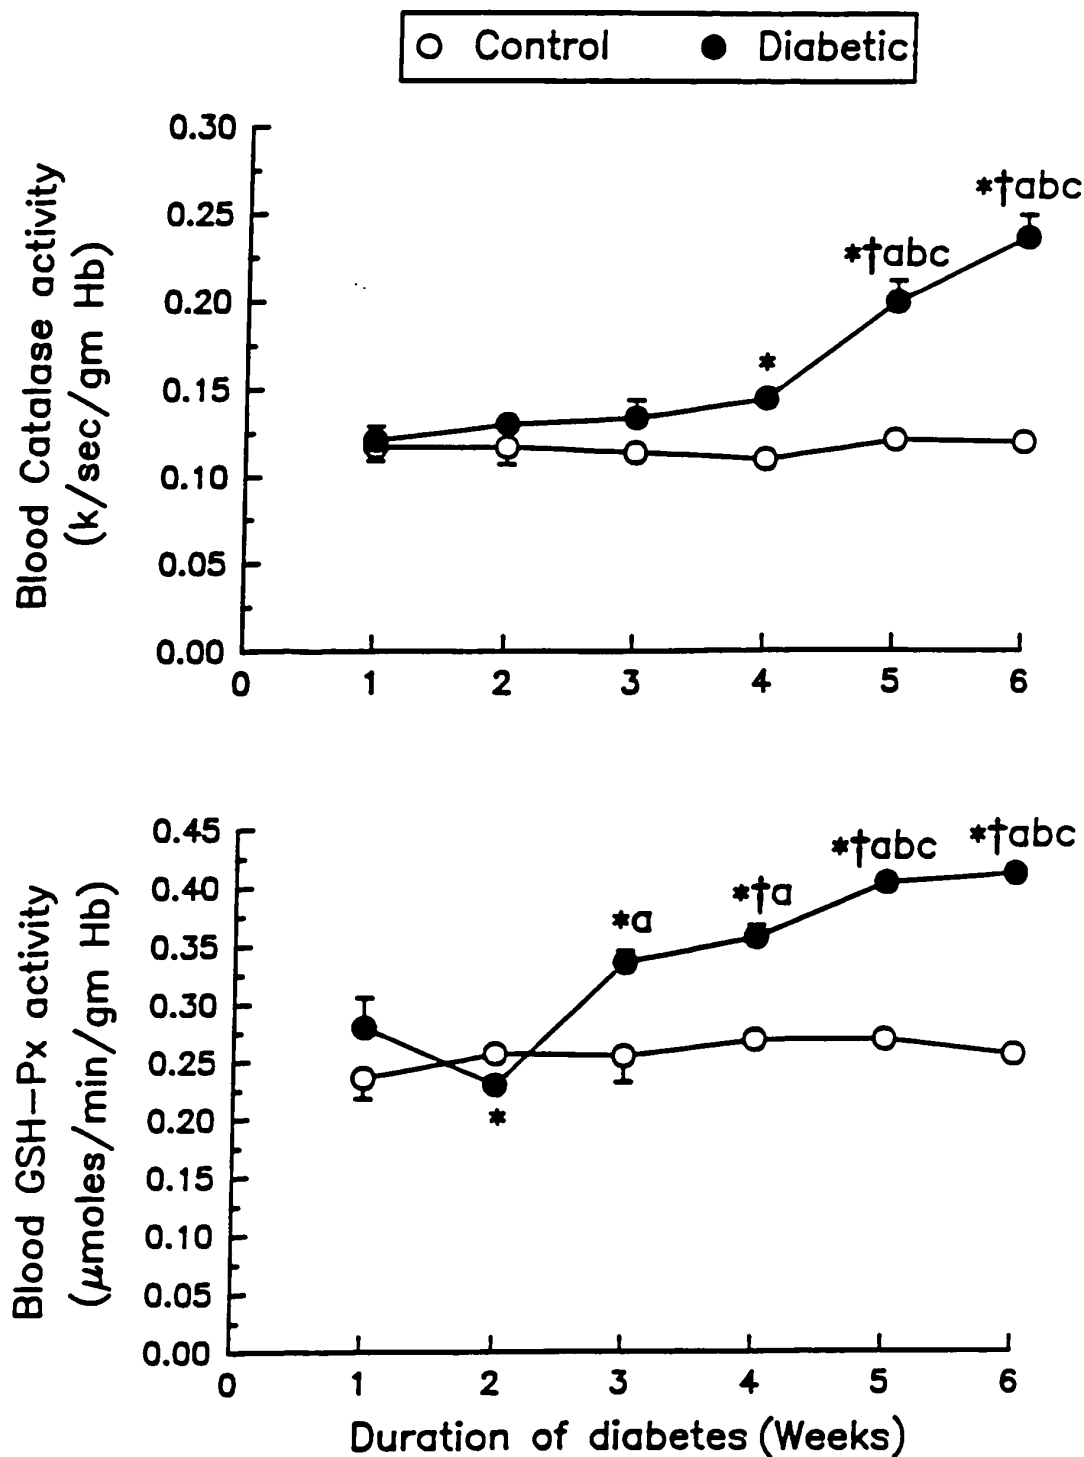 Control Diabetic
Blood Catalase activity
(k/sec/gm Hb)
0.30
0.25
0.20
0.15
0.10
0.05
0.00
*†abc
*†abc
*
0 1 2 3 4 5 6
Blood GSH-Px activity
(μmoles/min/gm Hb)
0.45
0.40
0.35
0.30
0.25
0.20
0.15
0.10
0.05
0.00
*†abc
*†abc
*†a
*a
*
0 1 2 3 4 5 6
Duration of diabetes (Weeks)